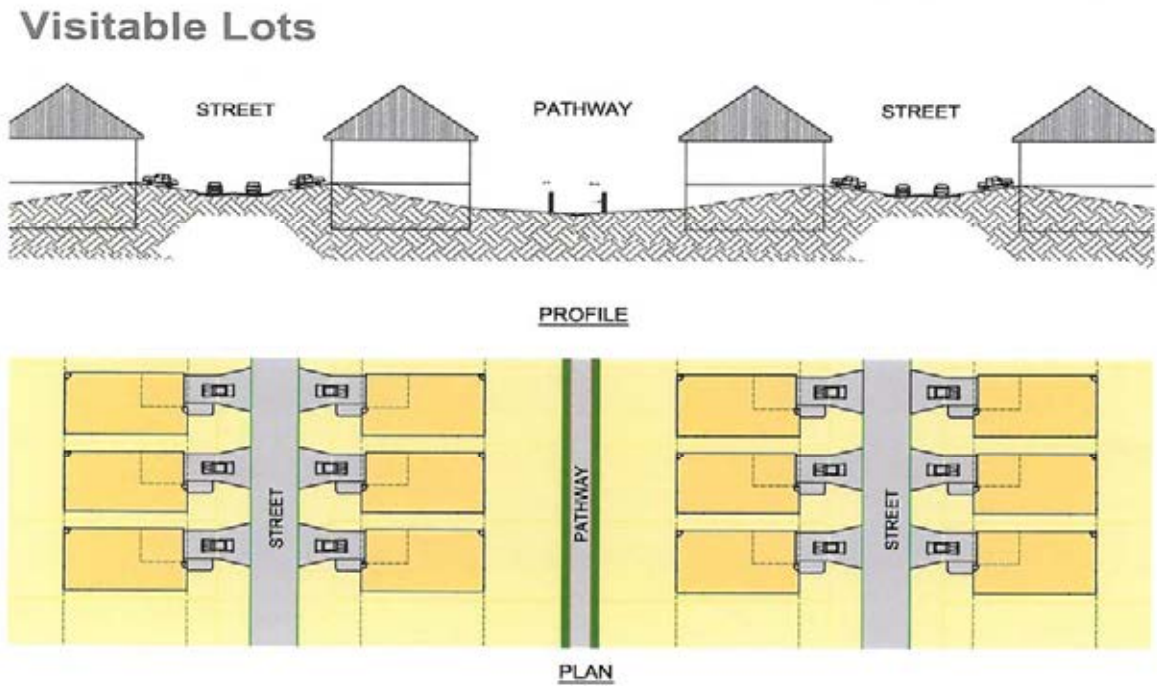 Visitable Lots
STREET
PATHWAY
STREET
PROFILE
STREET
PATHWAY
STREET
PLAN